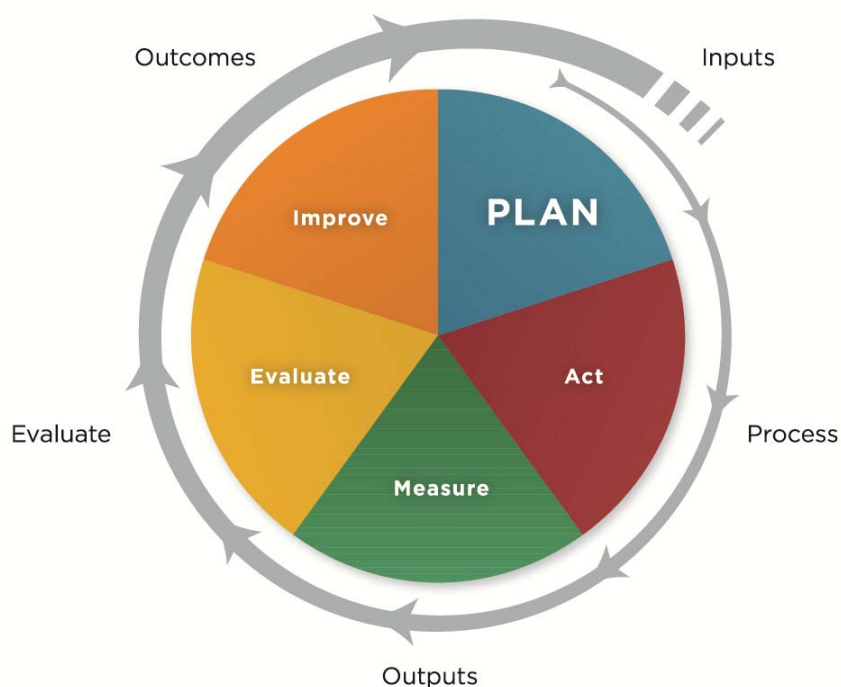 Outcomes
Inputs
Improve
PLAN
Evaluate
Act
Evaluate
Process
Measure
Outputs